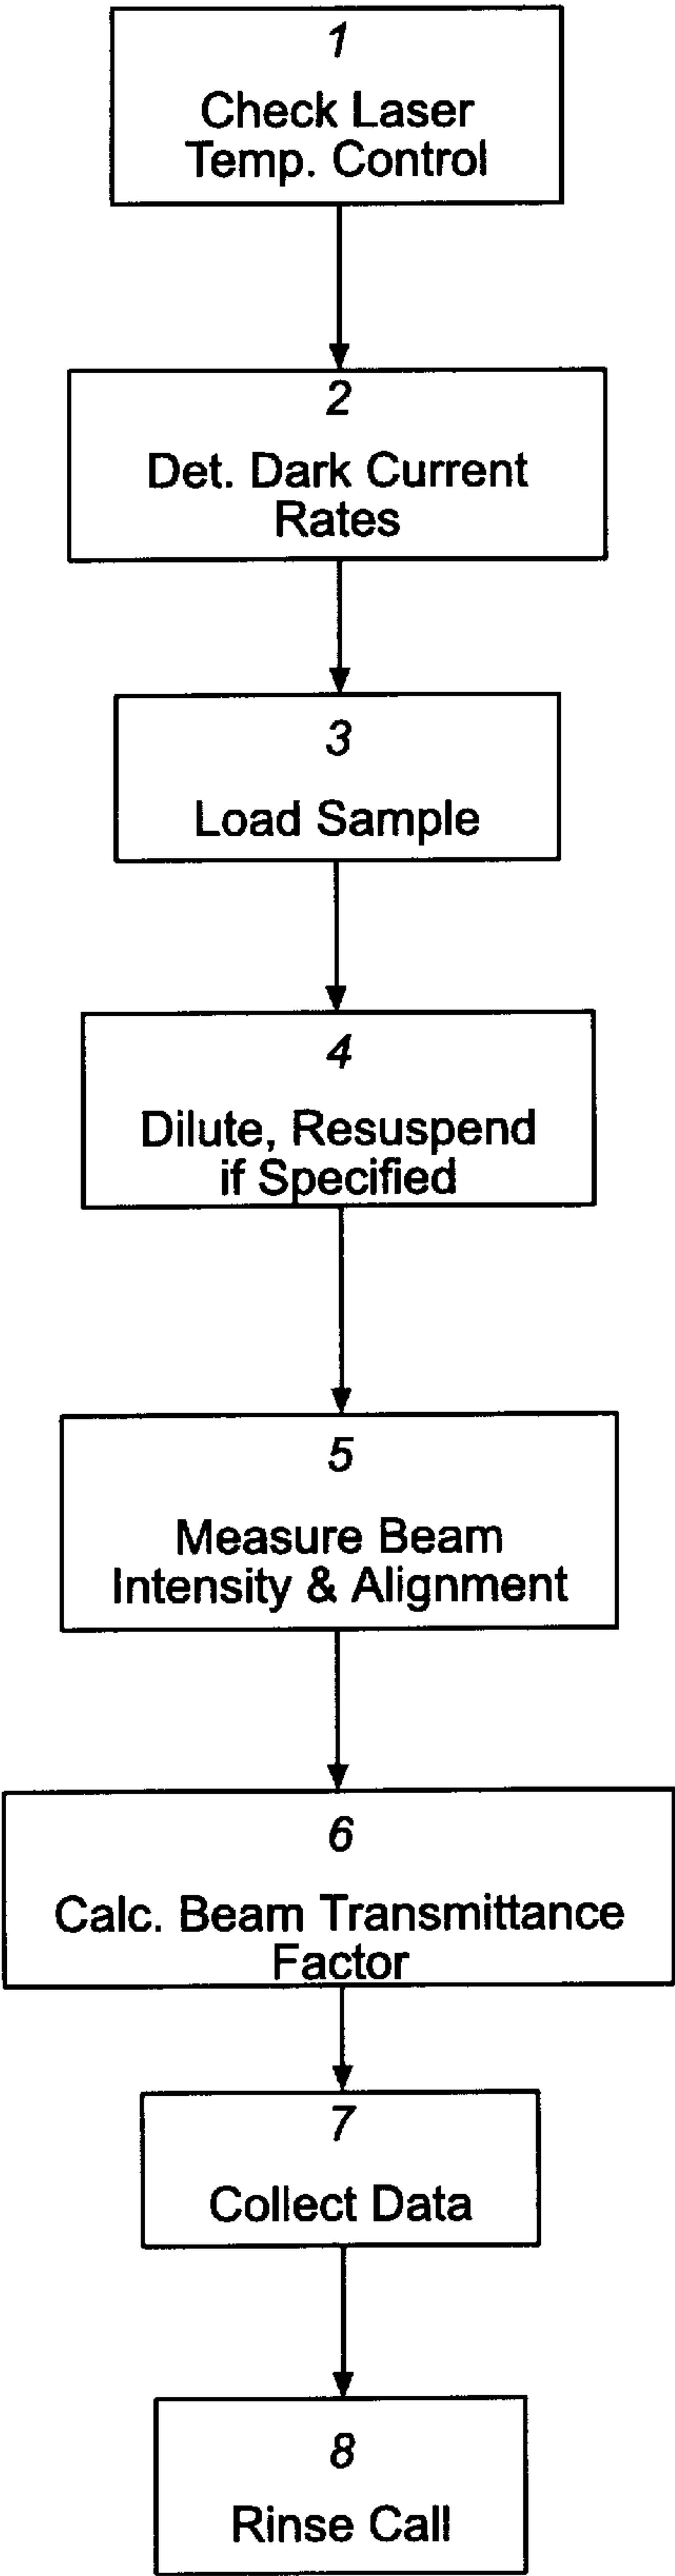 1
Check Laser
Temp. Control
2
Det. Dark Current
Rates
3
Load Sample
4
Dilute, Resuspend
if Specified
5
Measure Beam
Intensity & Alignment
6
Calc. Beam Transmittance
Factor
7
Collect Data
8
Rinse Call